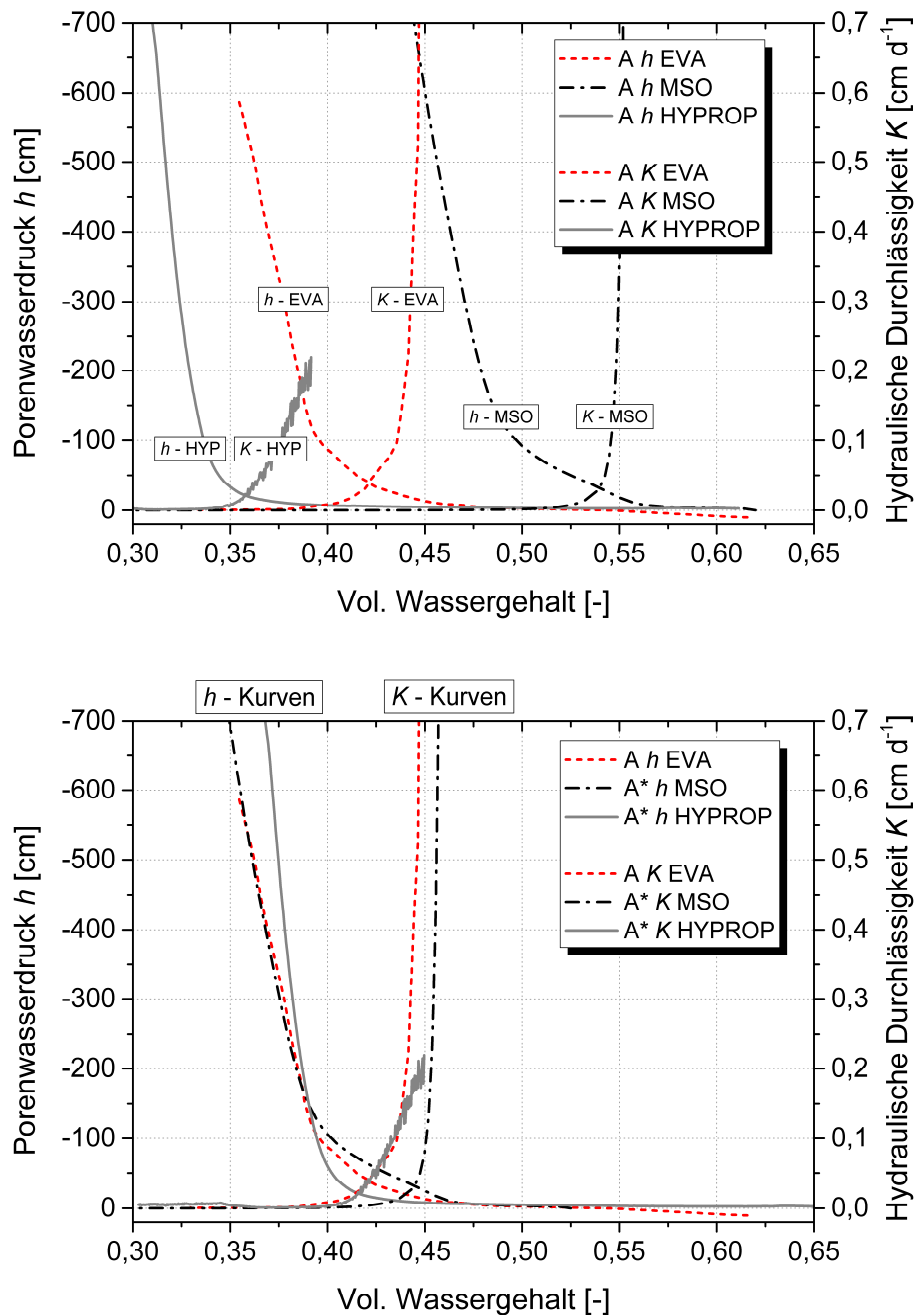 -700
-600
-500
-400
-300
-200
-100
0
Porenwasserdruck h [cm]
0,7
0,6
0,5
0,4
0,3
0,2
0,1
0,0
Hydraulische Durchlässigkeit K [cm d-1]
A h EVA
A h MSO
A h HYPROP
A K EVA
A K MSO
A K HYPROP
h - EVA
K - EVA
h - HYP
K - HYP
h - MSO
K - MSO
0,30 0,35 0,40 0,45 0,50 0,55 0,60 0,65
Vol. Wassergehalt [-]
h - Kurven
K - Kurven
-700
-600
-500
-400
-300
-200
-100
0
Porenwasserdruck h [cm]
0,7
0,6
0,5
0,4
0,3
0,2
0,1
0,0
Hydraulische Durchlässigkeit K [cm d-1]
A h EVA
A* h MSO
A* h HYPROP
A K EVA
A* K MSO
A* K HYPROP
0,30 0,35 0,40 0,45 0,50 0,55 0,60 0,65
Vol. Wassergehalt [-]